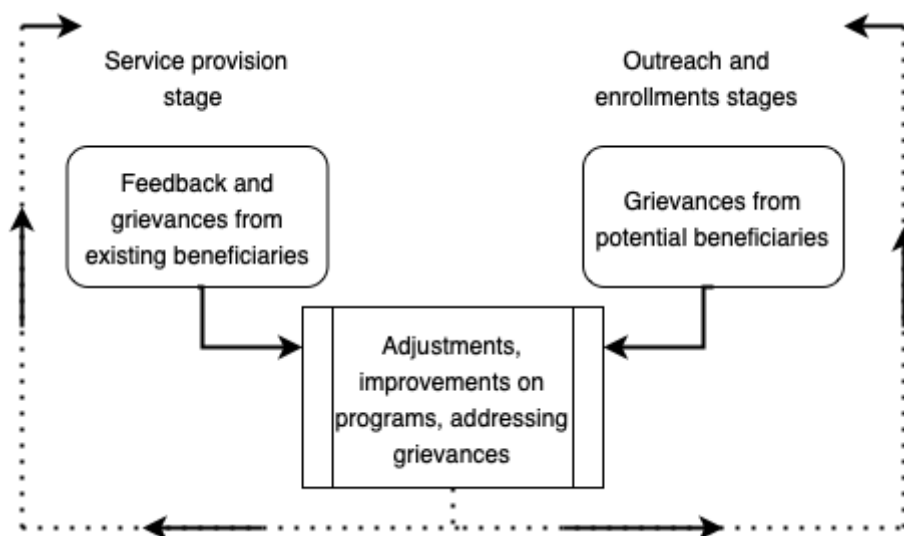 Service provision
stage
Outreach and
enrollments stages
Feedback and
grievances from
existing beneficiaries
Grievances from
potential beneficiaries
Adjustments,
improvements on
programs, addressing
grievances